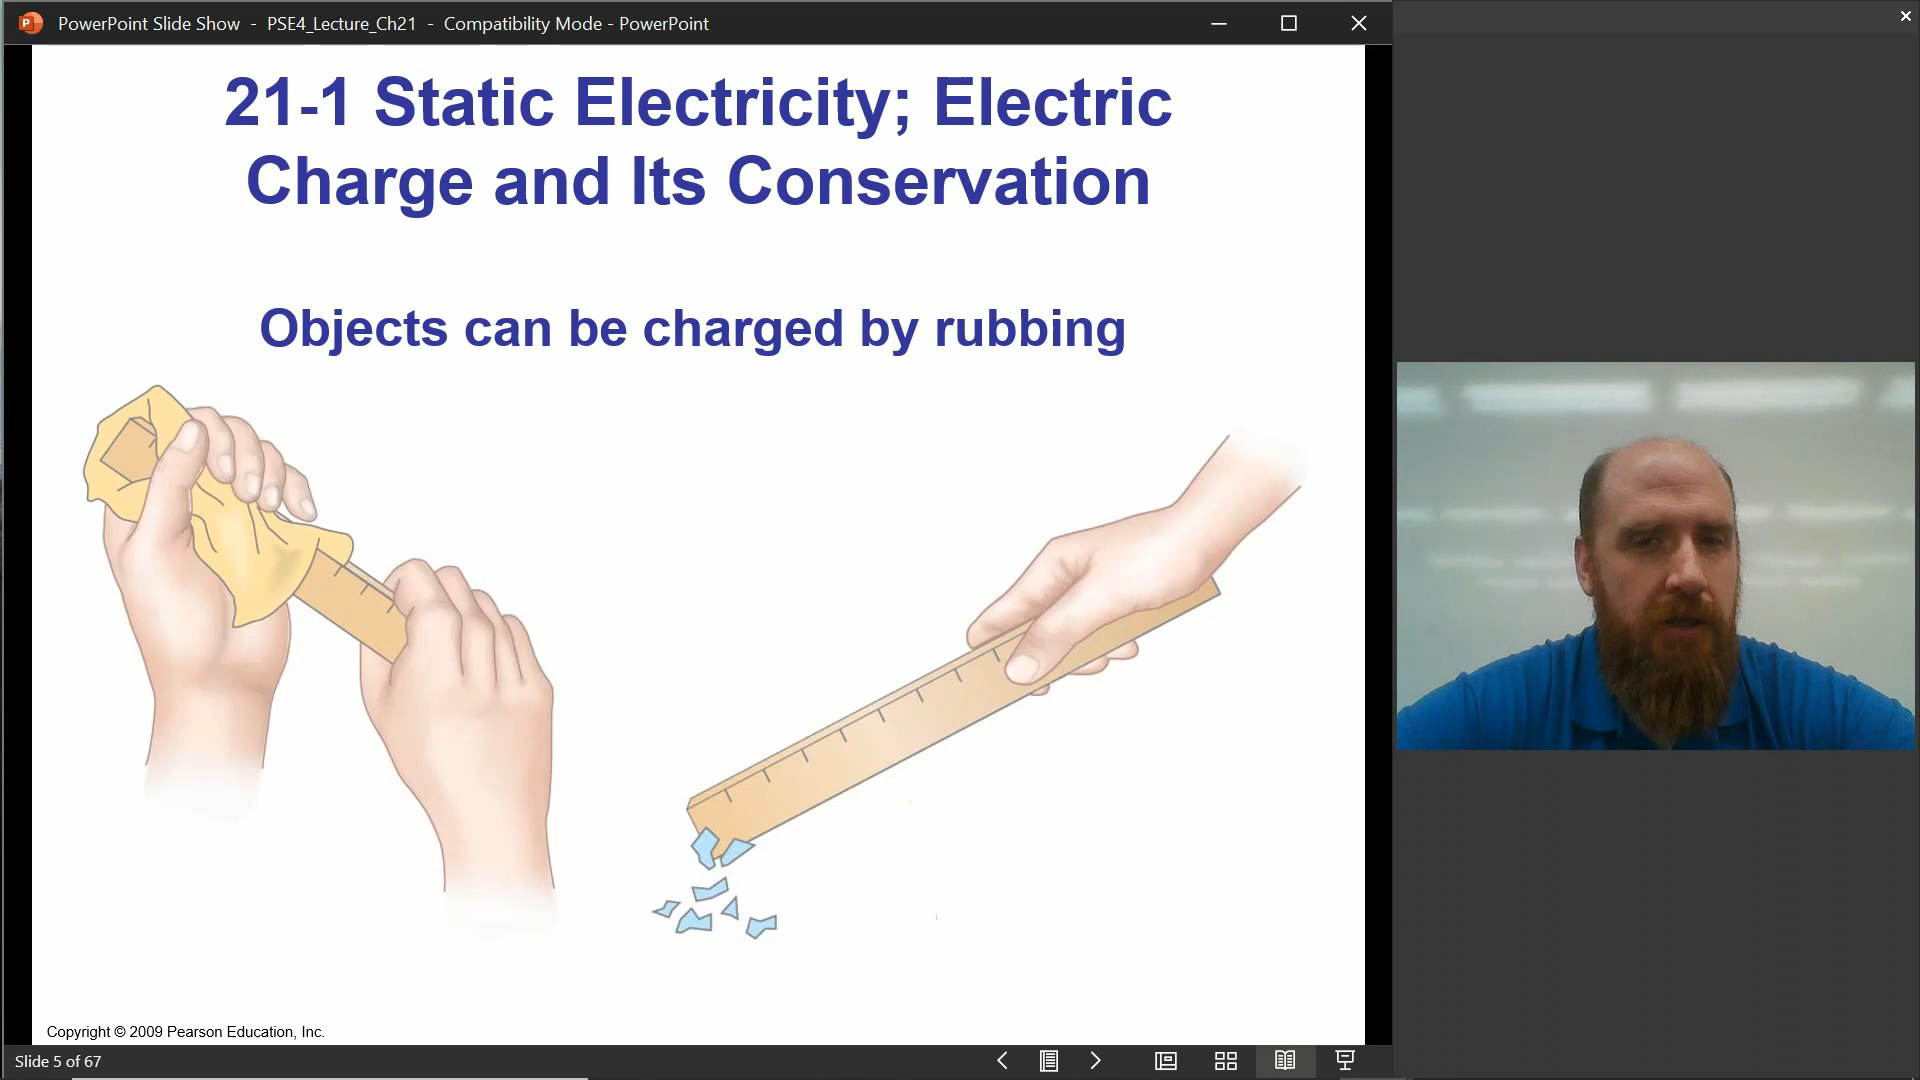 PowerPoint Slide Show - PSE4_Lecture_Ch21 - Compatibility Mode - PowerPoint
21-1 Static Electricity; Electric
Charge and Its Conservation
Objects can be charged by rubbing
Copyright © 2009 Pearson Education, Inc.
Slide 5 of 67